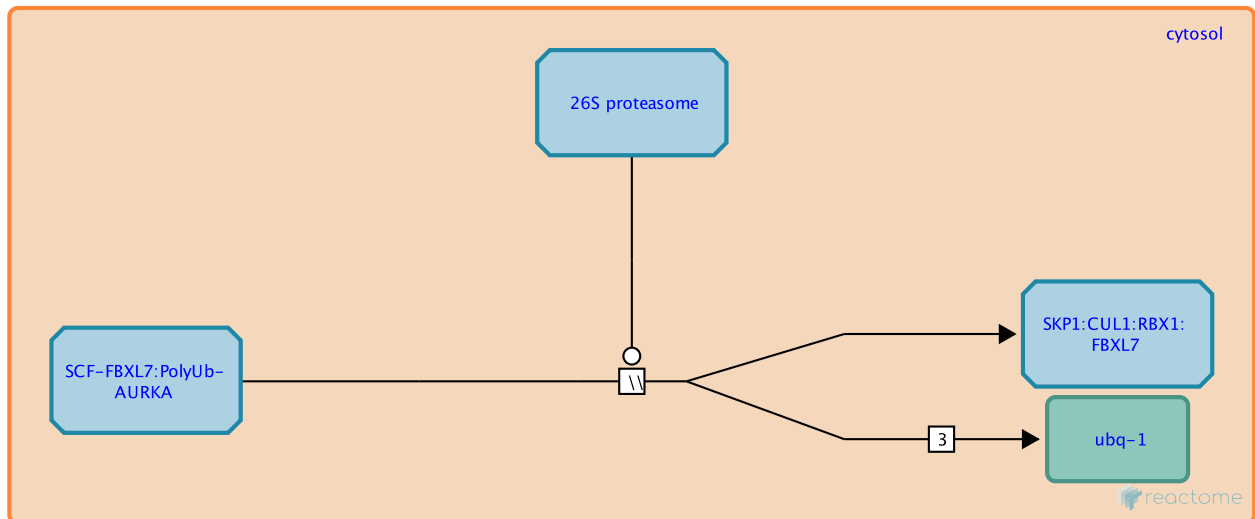 cytosol
26S proteasome
SKP1:CUL1:RBX1:
FBXL7
SCF-FBXL7:PolyUb-
AURKA
\\
3
ubq-1
reactome